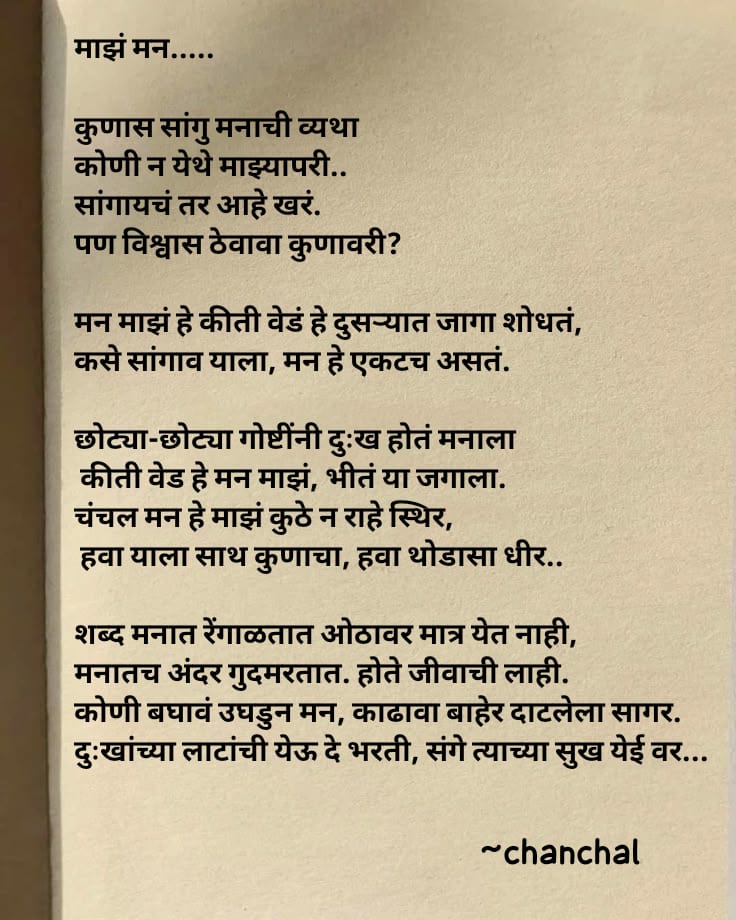 माझं मन.....
कुणास सांगु मनाची व्यथा
कोणी न येथे माझ्यापरी..
सांगायचं तर आहे खरं.
पण विश्वास ठेवावा कुणावरी?
मन माझं हे कीती वेडं हे दुसऱ्यात जागा शोधतं,
कसे सांगाव याला, मन हे एकटच असतं.
छोट्या-छोट्या गोष्टींनी दुःख होतं मनाला
कीती वेड हे मन माझं, भीतं या जगाला.
चंचल मन हे माझं कुठे न राहे स्थिर,
हवा याला साथ कुणाचा, हवा थोडासा धीर..
शब्द मनात रेंगाळतात ओठावर मात्र येत नाही,
मनातच अंदर गुदमरतात. होते जीवाची लाही.
कोणी बघावं उघडुन मन, काढावा बाहेर दाटलेला सागर.
दुःखांच्या लाटांची येऊ दे भरती, संगे त्याच्या सुख येई वर...
~chanchal